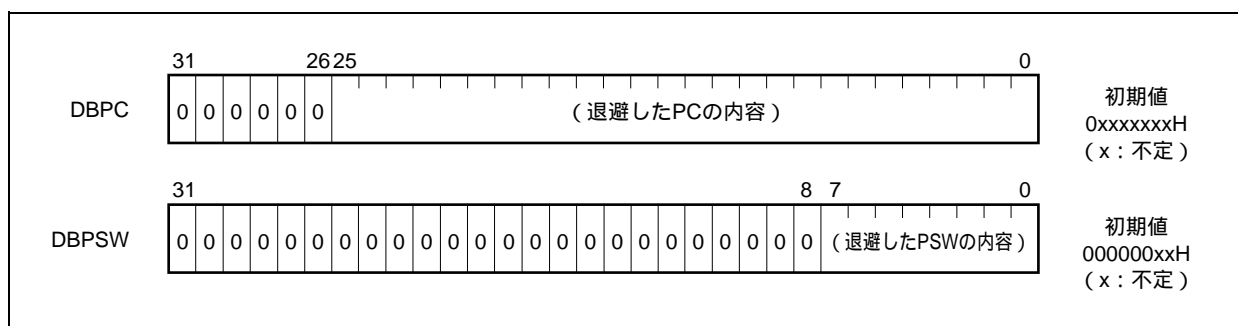 31 26 25 0
DBPC 0 0 0 0 0 0 (退避したPCの内容) 初期値
0xxxxxxxH
(x:不定)
31 8 7 0
DBPSW 0 0 0 0 0 0 0 0 0 0 0 0 0 0 0 0 0 0 0 0 0 0 0 0 (退避したPSWの内容) 初期値
000000xxH
(x:不定)